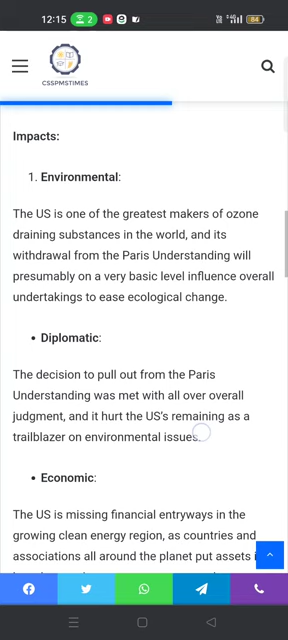 12:15
2
84
CSSPMSTIMES
Impacts:
1. Environmental:
The US is one of the greatest makers of ozone
draining substances in the world, and its
withdrawal from the Paris Understanding will
presumably on a very basic level influence overall
undertakings to ease ecological change.
• Diplomatic:
The decision to pull out from the Paris
Understanding was met with all over overall
judgment, and it hurt the US's remaining as a
trailblazer on environmental issues.
• Economic:
The US is missing financial entryways in the
growing clean energy region, as countries and
associations all around the planet put assets